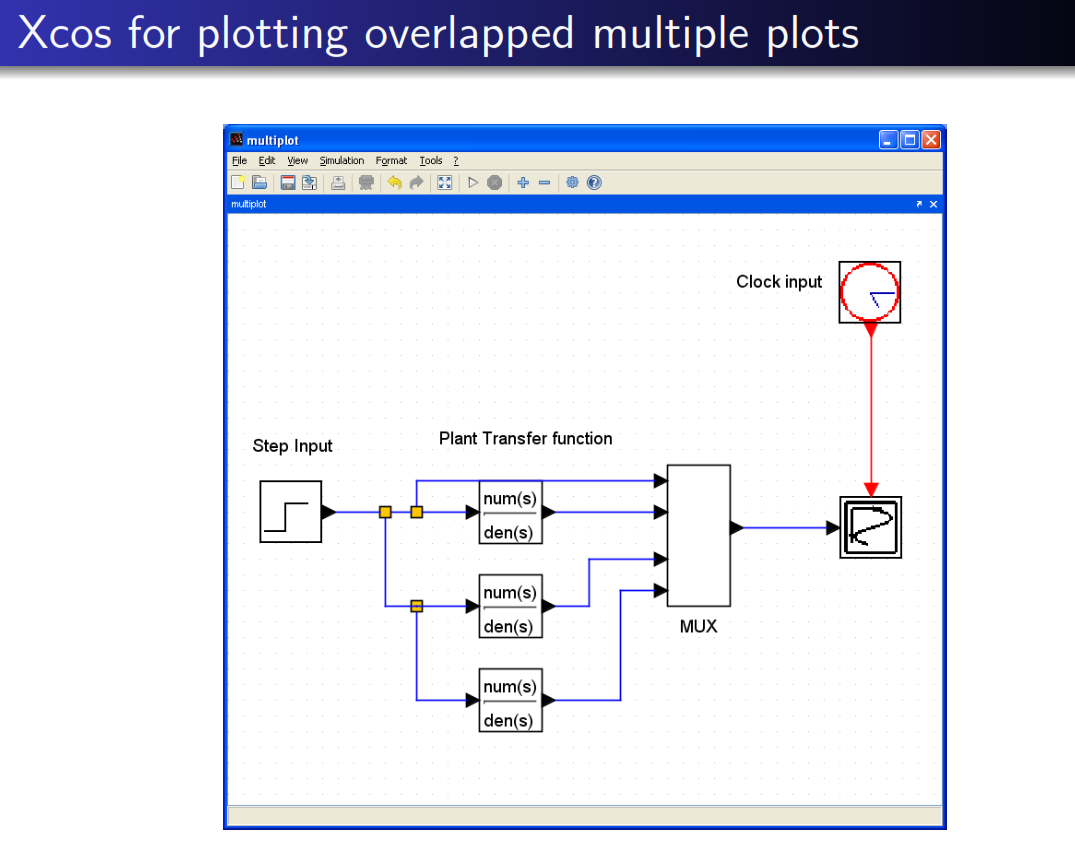 Xcos for plotting overlapped multiple plots
multiplot
File Edit View Simulation Format Tools ?
multiplot
Clock input
Plant Transfer function
Step Input
num(s)
den(s)
num(s)
den(s)
MUX
num(s)
den(s)